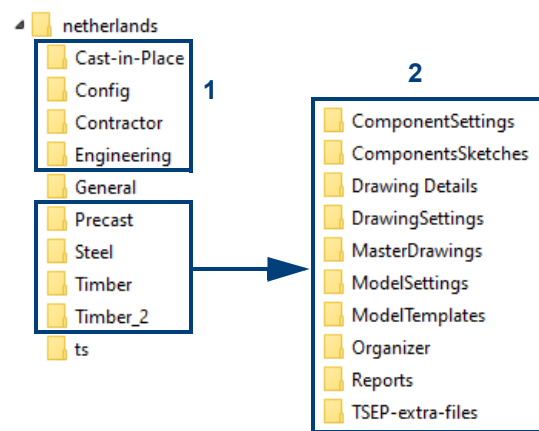 netherlands
Cast-in-Place
Config
Contractor
Engineering
1
General
Precast
Steel
Timber
Timber_2
ts
2
ComponentSettings
ComponentsSketches
Drawing Details
DrawingSettings
MasterDrawings
ModelSettings
ModelTemplates
Organizer
Reports
TSEP-extra-files